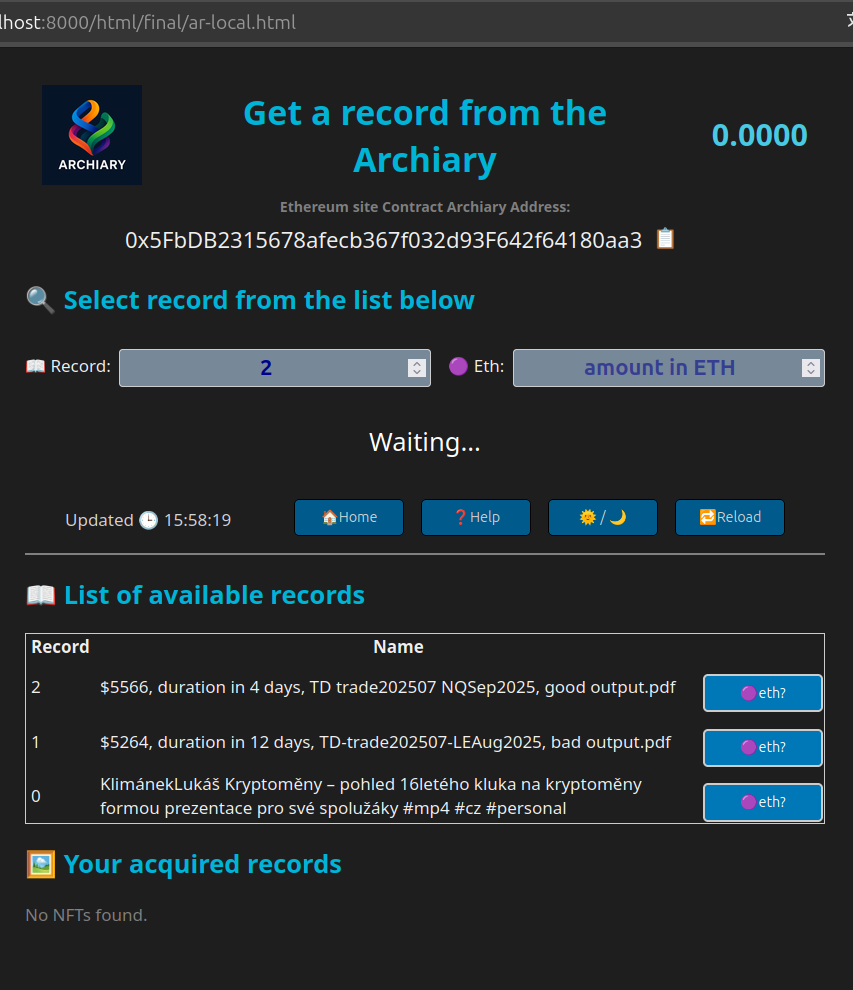 lhost:8000/html/final/ar-local.html
ARCHIARY
Get a record from the
Archiary
0.0000
Ethereum site Contract Archiary Address:
0x5FbDB2315678afecb367f032d93F642f64180aa3 📋
🔍 Select record from the list below
📖 Record: 2 🟣 Eth: amount in ETH
Waiting...
Updated 🕒 15:58:19 🏠Home ❓Help 🌞 / 🌙 🔁Reload
📖 List of available records
Record Name
2 $5566, duration in 4 days, TD trade202507 NQSep2025, good output.pdf 🟣eth?
1 $5264, duration in 12 days, TD-trade202507-LEAug2025, bad output.pdf 🟣eth?
0 KlimánekLukáš Kryptoměny – pohled 16letého kluka na kryptoměny
formou prezentace pro své spolužáky #mp4 #cz #personal 🟣eth?
🖼️ Your acquired records
No NFTs found.